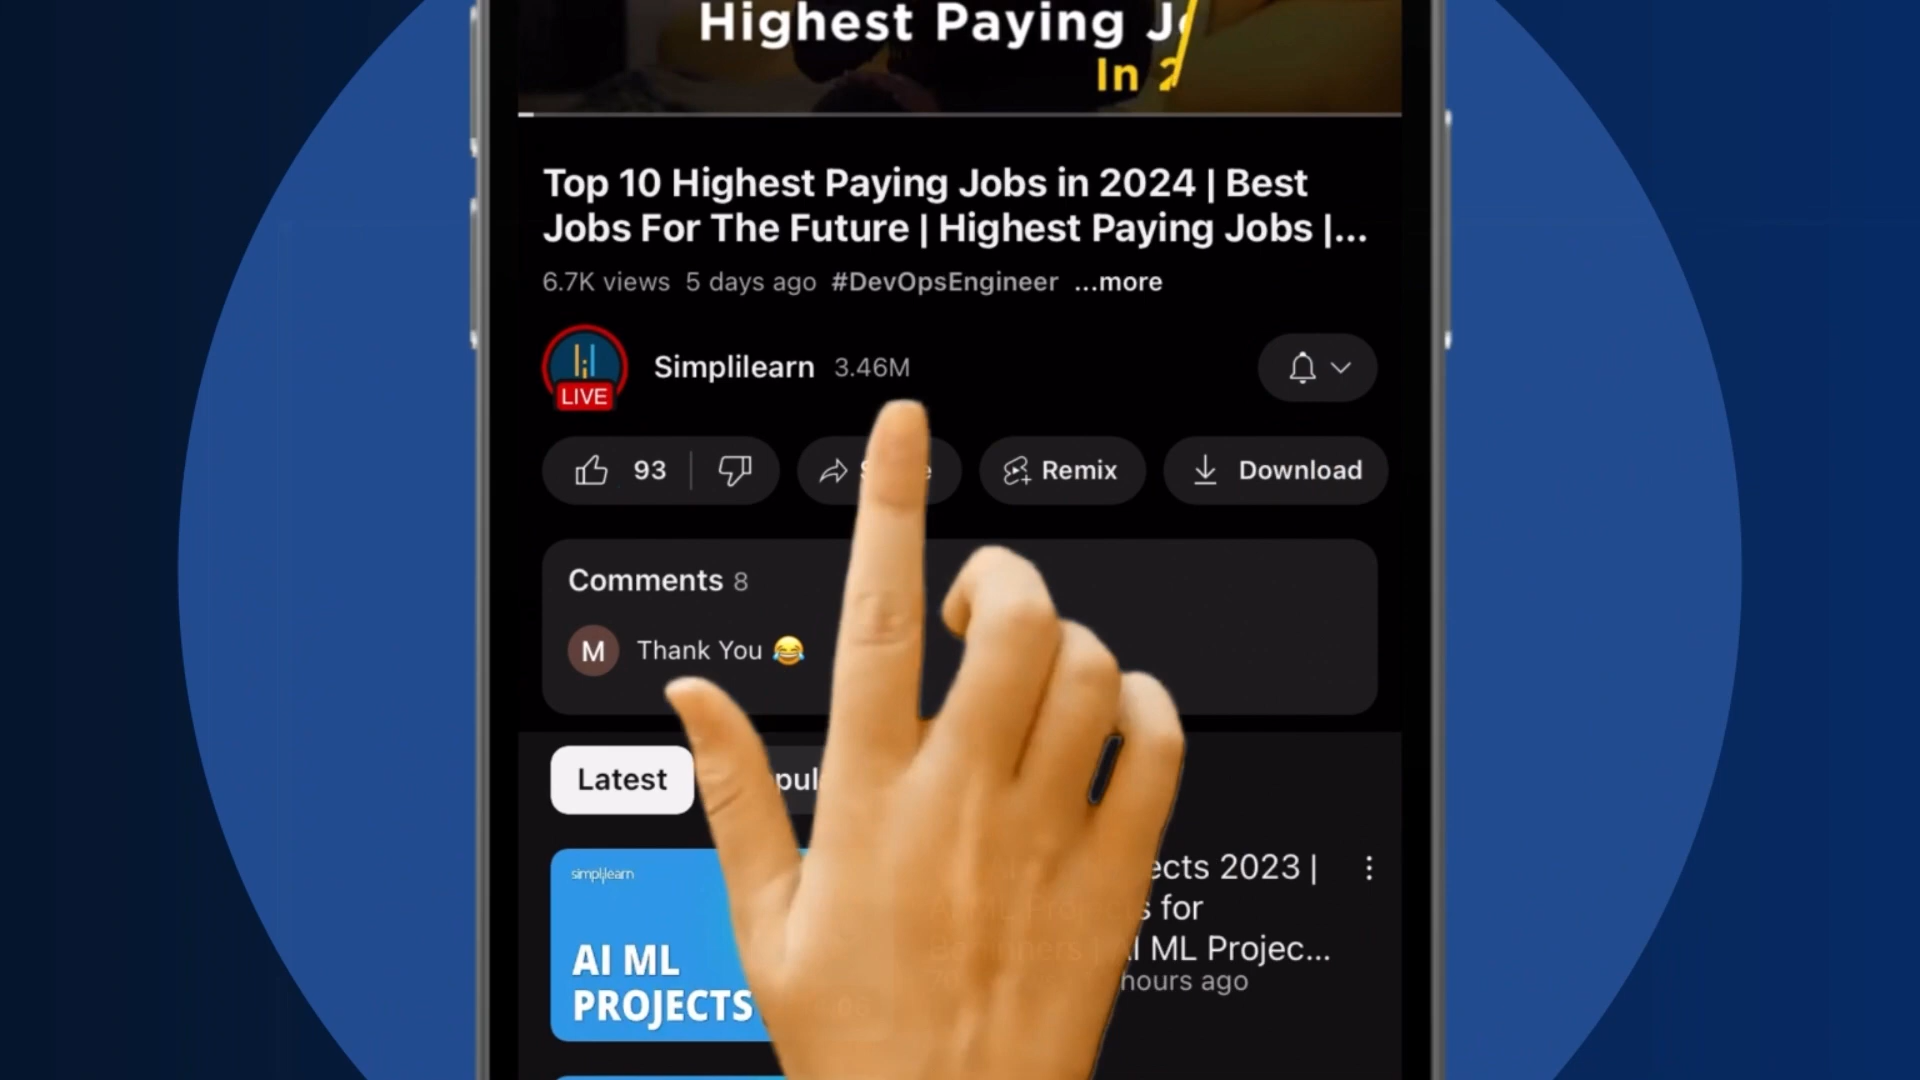 Highest Paying
In 2
Top 10 Highest Paying Jobs in 2024 | Best
Jobs For The Future | Highest Paying Jobs |...
6.7K views 5 days ago #DevOpsEngineer ...more
LIVE
Simplilearn 3.46M
93
Remix
Download
Comments 8
M
Thank You 😂
Latest
simplilearn
AI ML
PROJECTS
2023 |
for
AI ML Projec...
hours ago